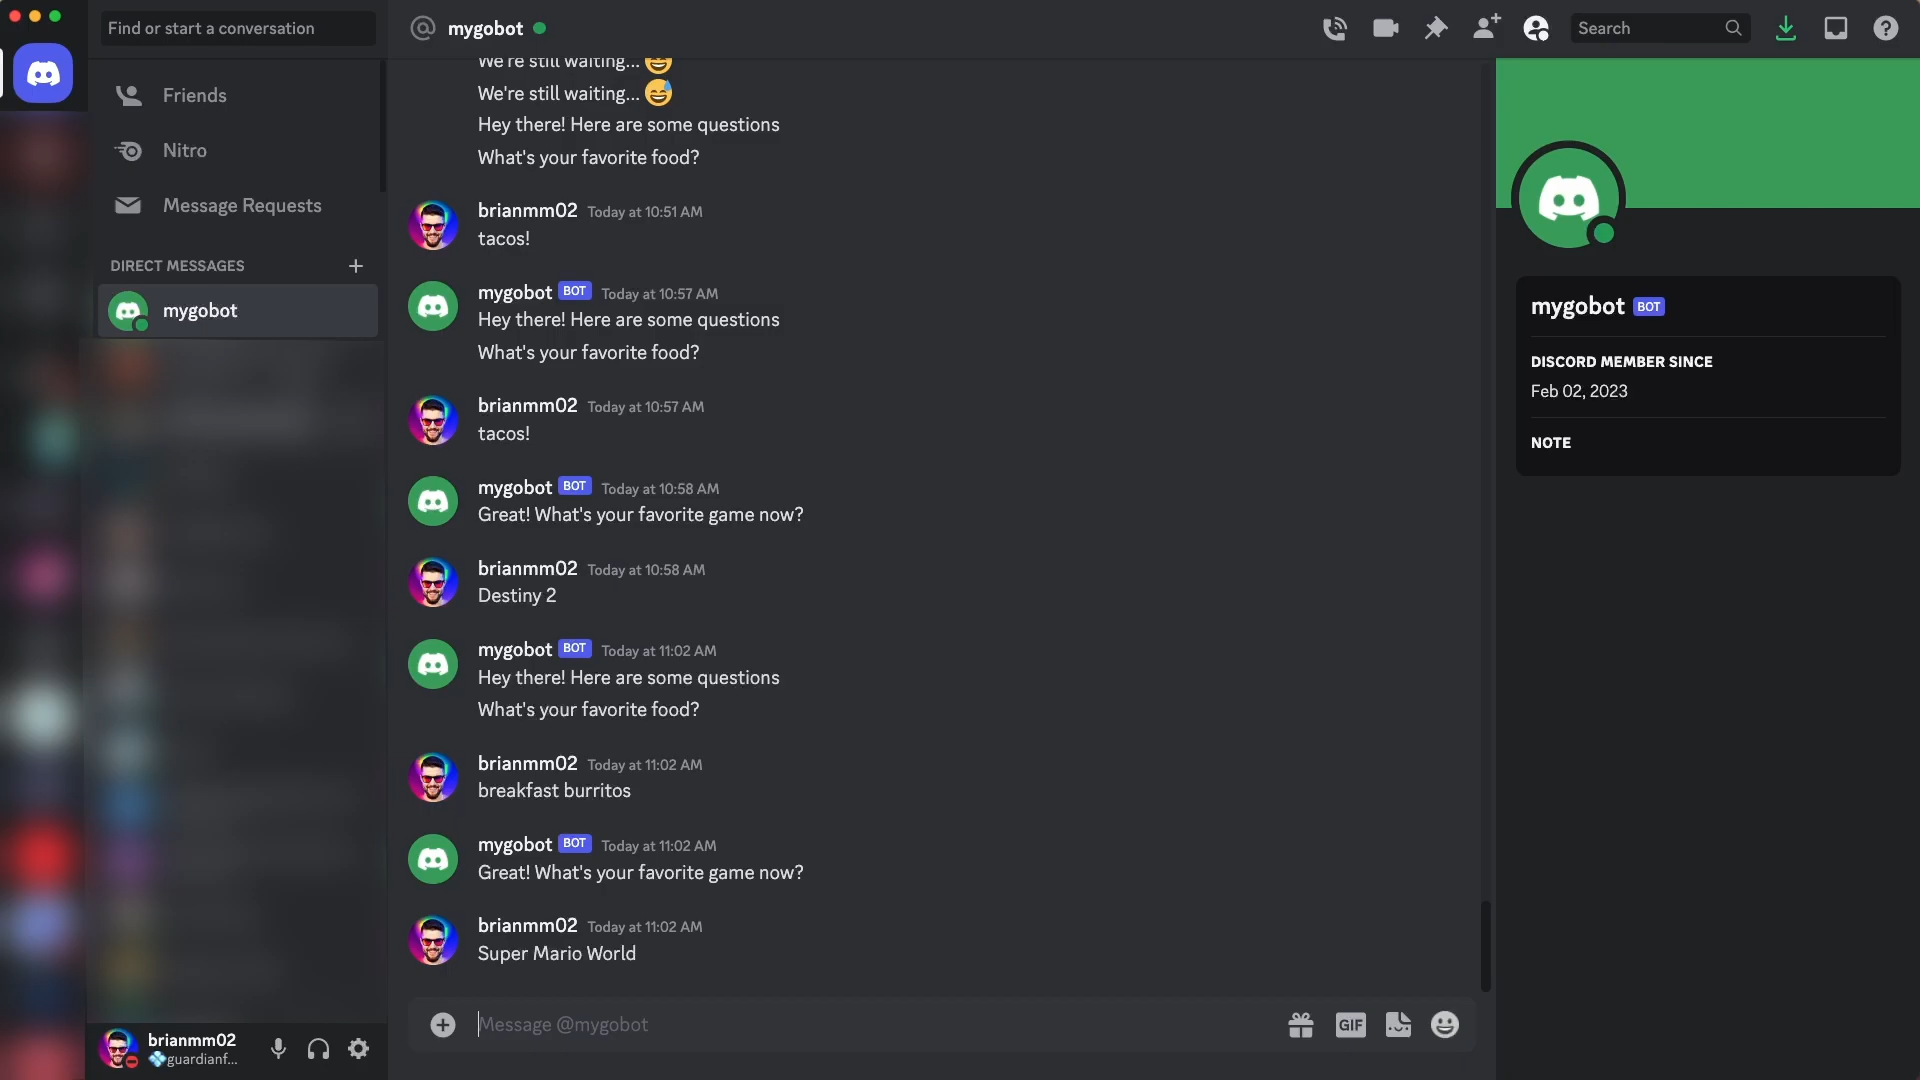 Find or start a conversation
Friends
Nitro
Message Requests
DIRECT MESSAGES
mygobot
brianmm02
guardianf...
mygobot
Search
We're still waiting... 😅
We're still waiting... 😅
Hey there! Here are some questions
What's your favorite food?
brianmm02 Today at 10:51 AM
tacos!
mygobot BOT Today at 10:57 AM
Hey there! Here are some questions
What's your favorite food?
brianmm02 Today at 10:57 AM
tacos!
mygobot BOT Today at 10:58 AM
Great! What's your favorite game now?
brianmm02 Today at 10:58 AM
Destiny 2
mygobot BOT Today at 11:02 AM
Hey there! Here are some questions
What's your favorite food?
brianmm02 Today at 11:02 AM
breakfast burritos
mygobot BOT Today at 11:02 AM
Great! What's your favorite game now?
brianmm02 Today at 11:02 AM
Super Mario World
Message @mygobot
GIF
mygobot BOT
DISCORD MEMBER SINCE
Feb 02, 2023
NOTE